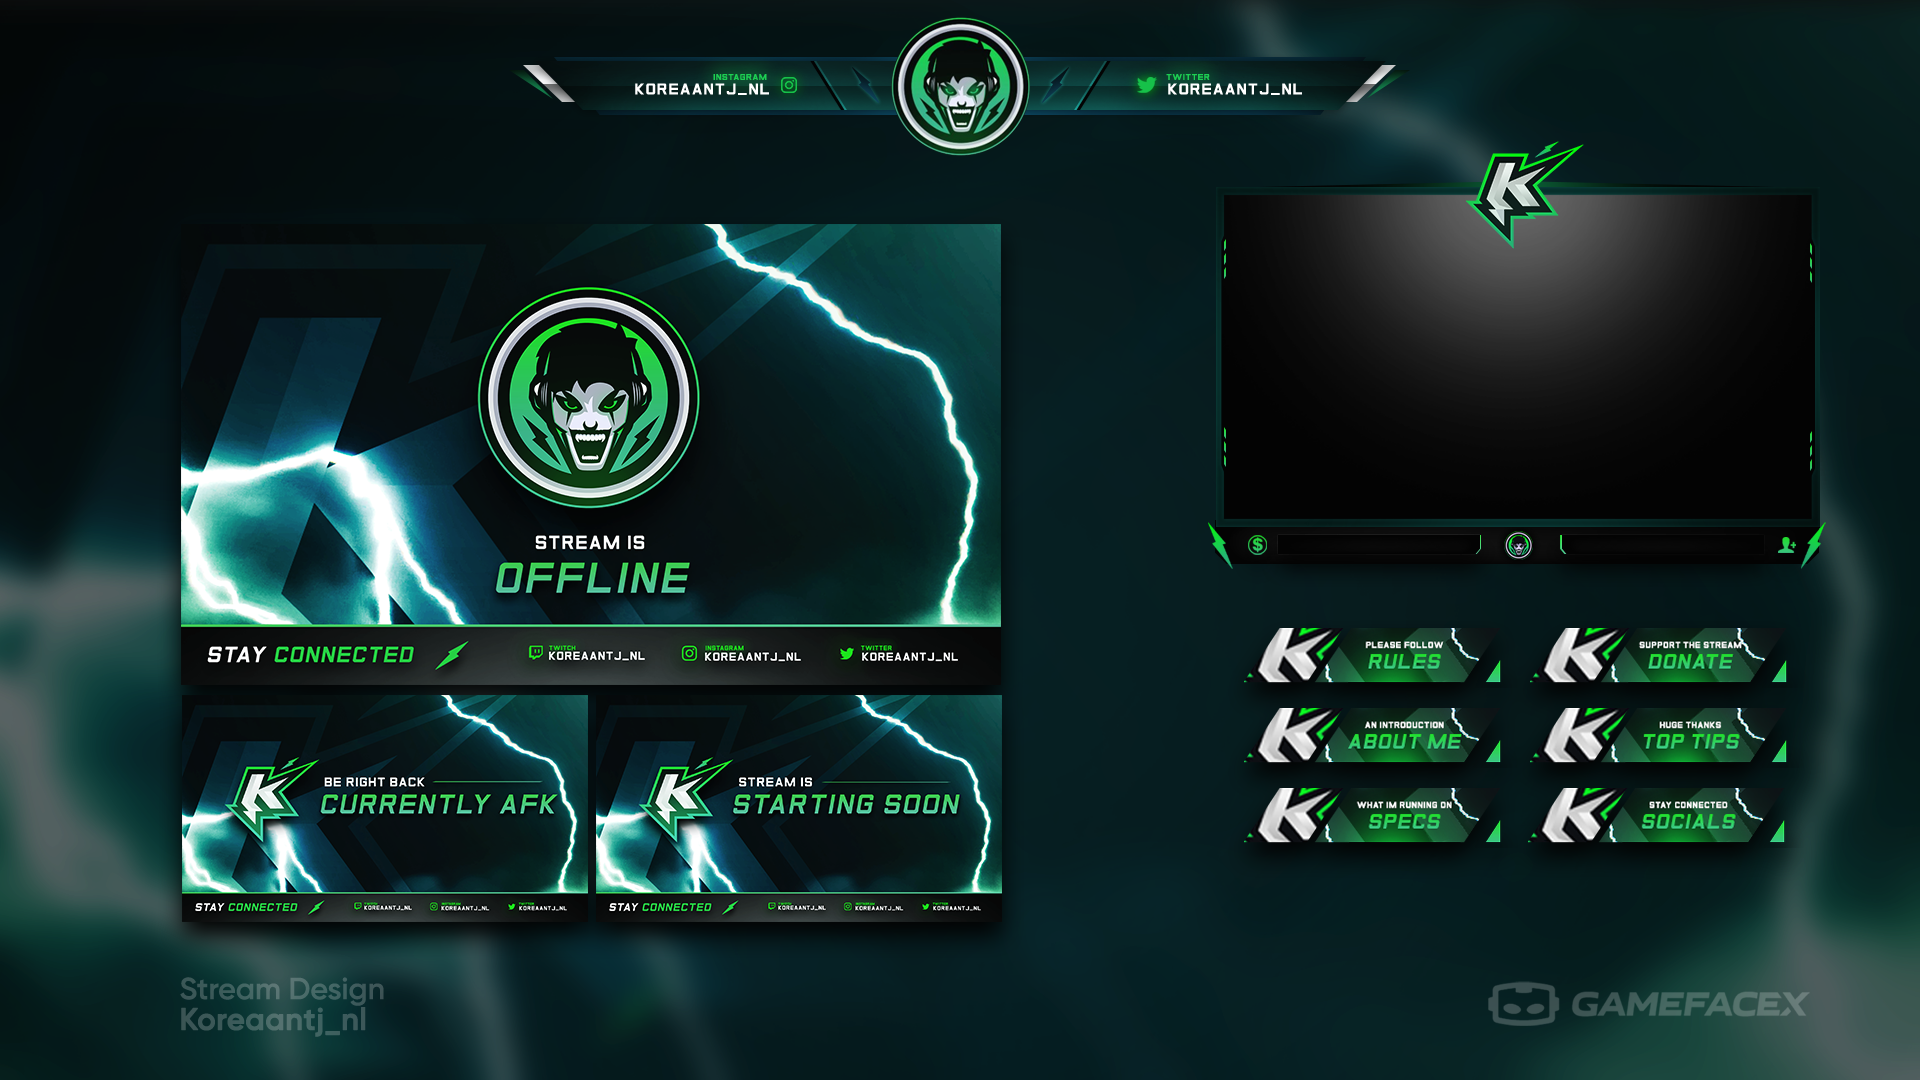 INSTAGRAM
KOREAANTJ_NL
TWITTER
KOREAANTJ_NL
K
STREAM IS
OFFLINE
STAY CONNECTED
TWITCH
KOREAANTJ_NL
INSTAGRAM
KOREAANTJ_NL
TWITTER
KOREAANTJ_NL
K
BE RIGHT BACK
CURRENTLY AFK
STAY CONNECTED
TWITCH
KOREAANTJ_NL
INSTAGRAM
KOREAANTJ_NL
TWITTER
KOREAANTJ_NL
K
STREAM IS
STARTING SOON
STAY CONNECTED
TWITCH
KOREAANTJ_NL
INSTAGRAM
KOREAANTJ_NL
TWITTER
KOREAANTJ_NL
$
K
PLEASE FOLLOW
RULES
K
SUPPORT THE STREAM
DONATE
K
AN INTRODUCTION
ABOUT ME
K
HUGE THANKS
TOP TIPS
K
WHAT IM RUNNING ON
SPECS
K
STAY CONNECTED
SOCIALS
Stream Design
Koreaantj_nl
GAMEFACEX